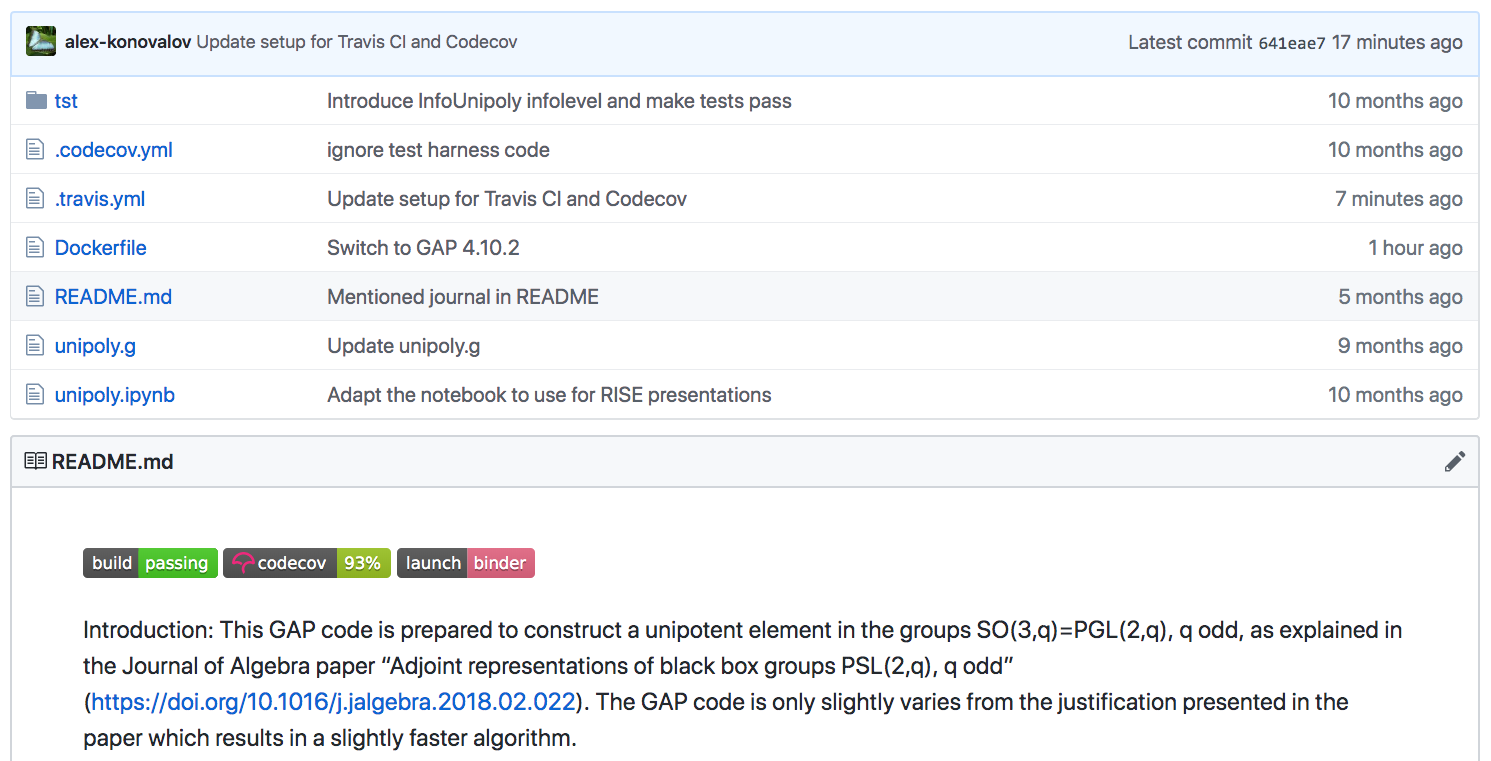 alex-konovalov Update setup for Travis CI and Codecov Latest commit 641eae7 17 minutes ago
tst Introduce InfoUnipoly infolevel and make tests pass 10 months ago
.codecov.yml ignore test harness code 10 months ago
.travis.yml Update setup for Travis CI and Codecov 7 minutes ago
Dockerfile Switch to GAP 4.10.2 1 hour ago
README.md Mentioned journal in README 5 months ago
unipoly.g Update unipoly.g 9 months ago
unipoly.ipynb Adapt the notebook to use for RISE presentations 10 months ago
README.md
build passing codecov 93% launch binder
Introduction: This GAP code is prepared to construct a unipotent element in the groups SO(3,q)=PGL(2,q), q odd, as explained in
the Journal of Algebra paper “Adjoint representations of black box groups PSL(2,q), q odd”
(https://doi.org/10.1016/j.jalgebra.2018.02.022). The GAP code is only slightly varies from the justification presented in the
paper which results in a slightly faster algorithm.